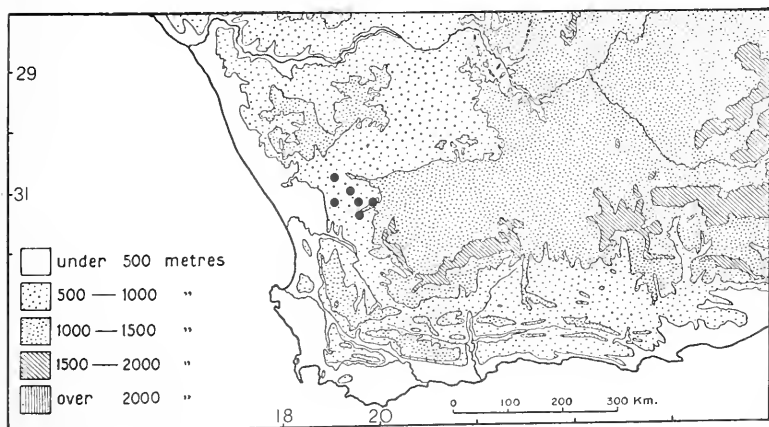 29
31
under 500 metres
500 — 1000 "
1000 — 1500 "
1500 — 2000 "
over 2000 "
0 100 200 300 Km.
18 20